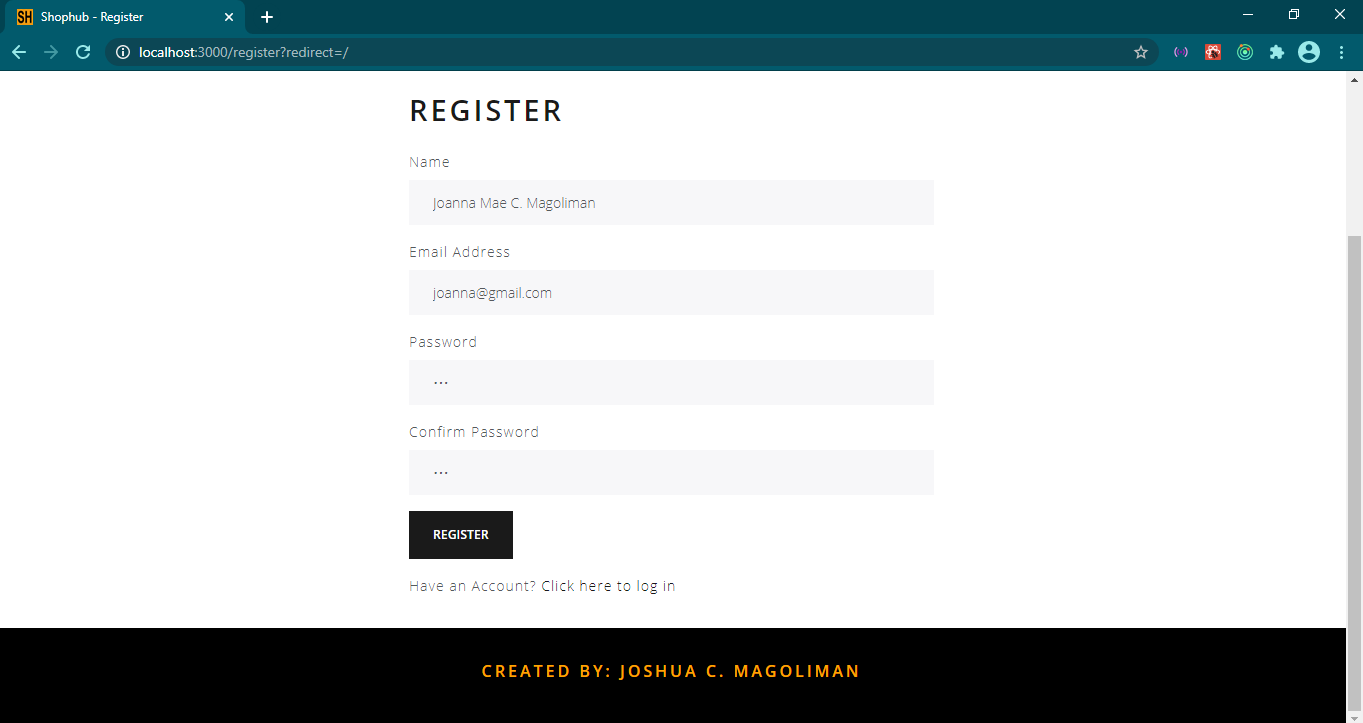 SH Shophub - Register
localhost:3000/register?redirect=/
REGISTER
Name
Joanna Mae C. Magoliman
Email Address
joanna@gmail.com
Password
···
Confirm Password
···
REGISTER
Have an Account? Click here to log in
CREATED BY: JOSHUA C. MAGOLIMAN